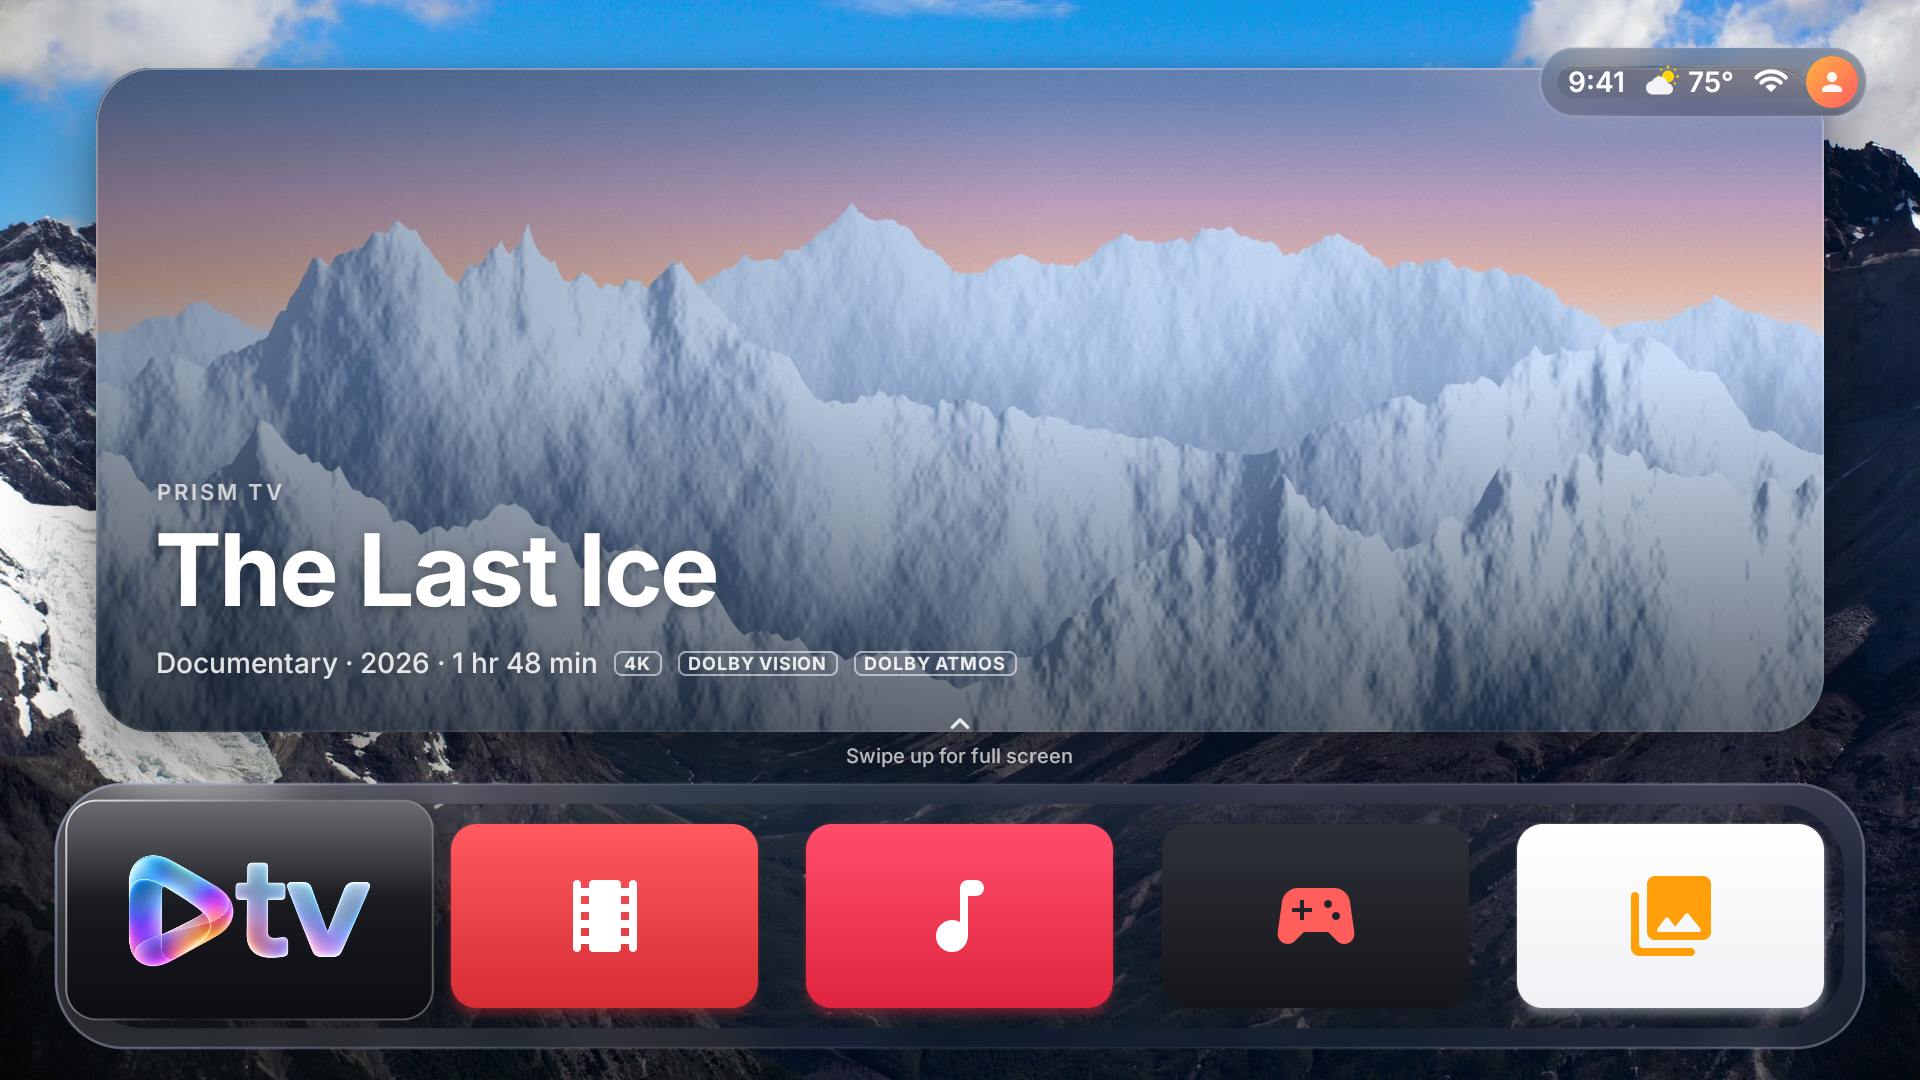 9:41 75°
PRISM TV
The Last Ice
Documentary · 2026 · 1 hr 48 min 4K DOLBY VISION DOLBY ATMOS
Swipe up for full screen
tv